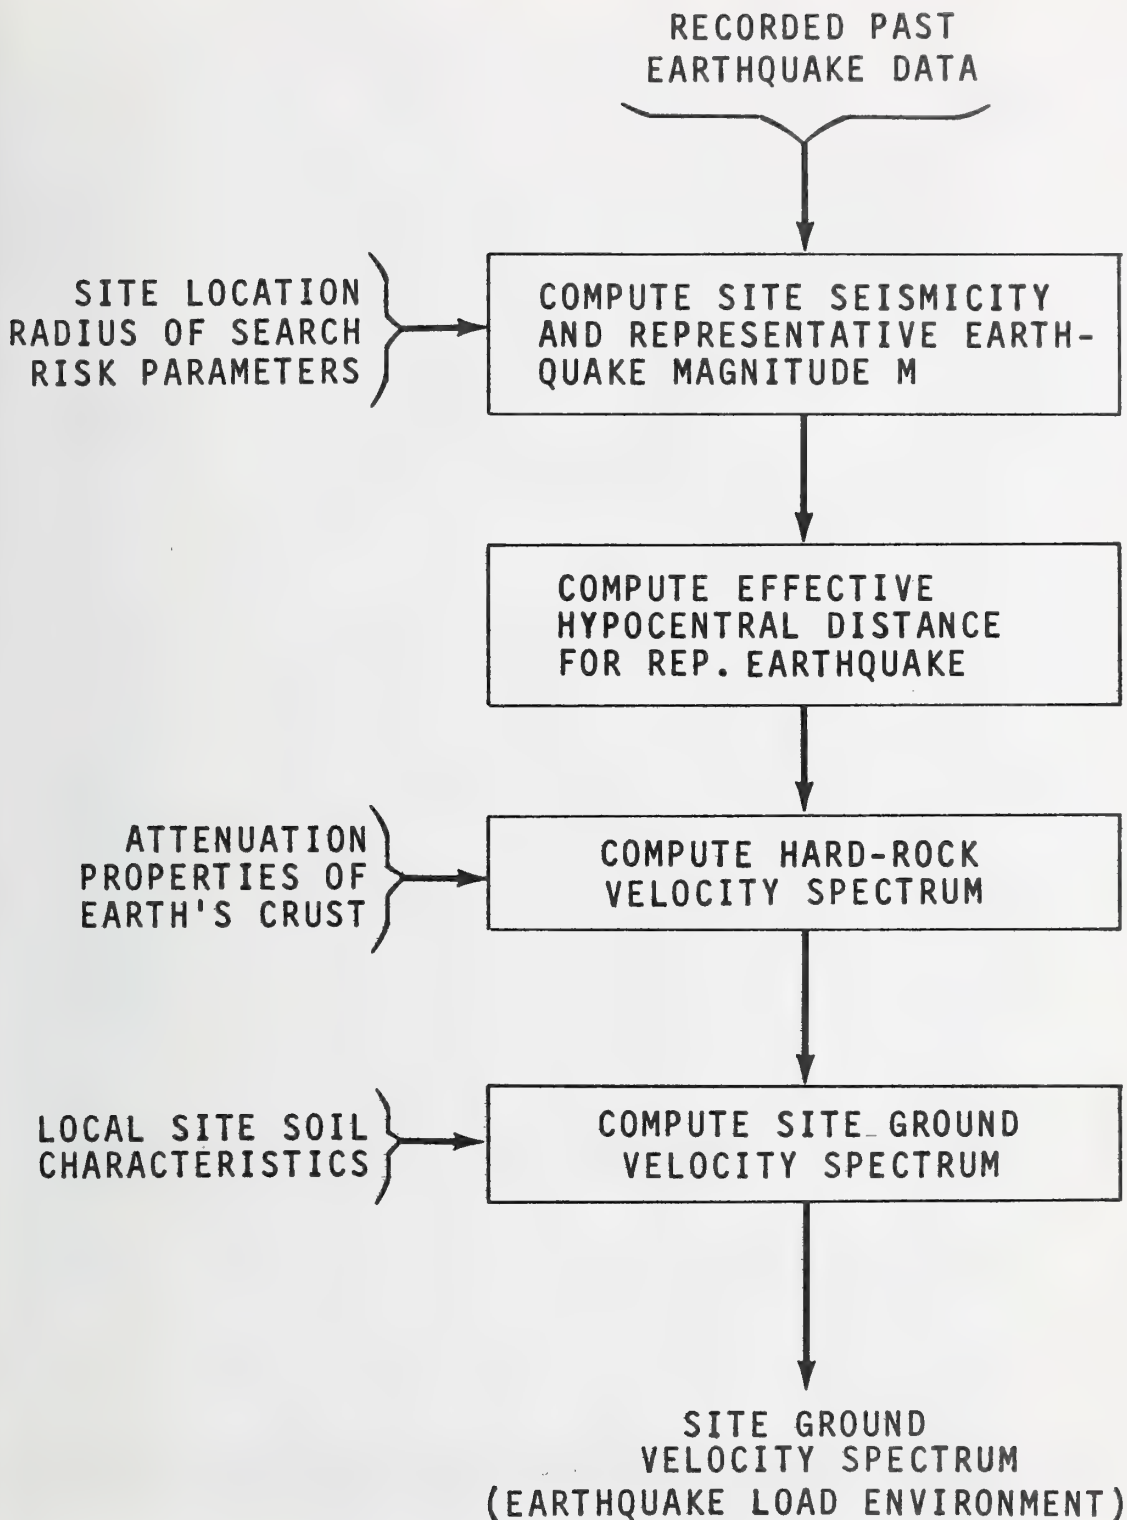 RECORDED PAST
EARTHQUAKE DATA
SITE LOCATION
RADIUS OF SEARCH
RISK PARAMETERS
COMPUTE SITE SEISMICITY
AND REPRESENTATIVE EARTH-
QUAKE MAGNITUDE M
COMPUTE EFFECTIVE
HYPOCENTRAL DISTANCE
FOR REP. EARTHQUAKE
ATTENUATION
PROPERTIES OF
EARTH'S CRUST
COMPUTE HARD-ROCK
VELOCITY SPECTRUM
LOCAL SITE SOIL
CHARACTERISTICS
COMPUTE SITE GROUND
VELOCITY SPECTRUM
SITE GROUND
VELOCITY SPECTRUM
(EARTHQUAKE LOAD ENVIRONMENT)